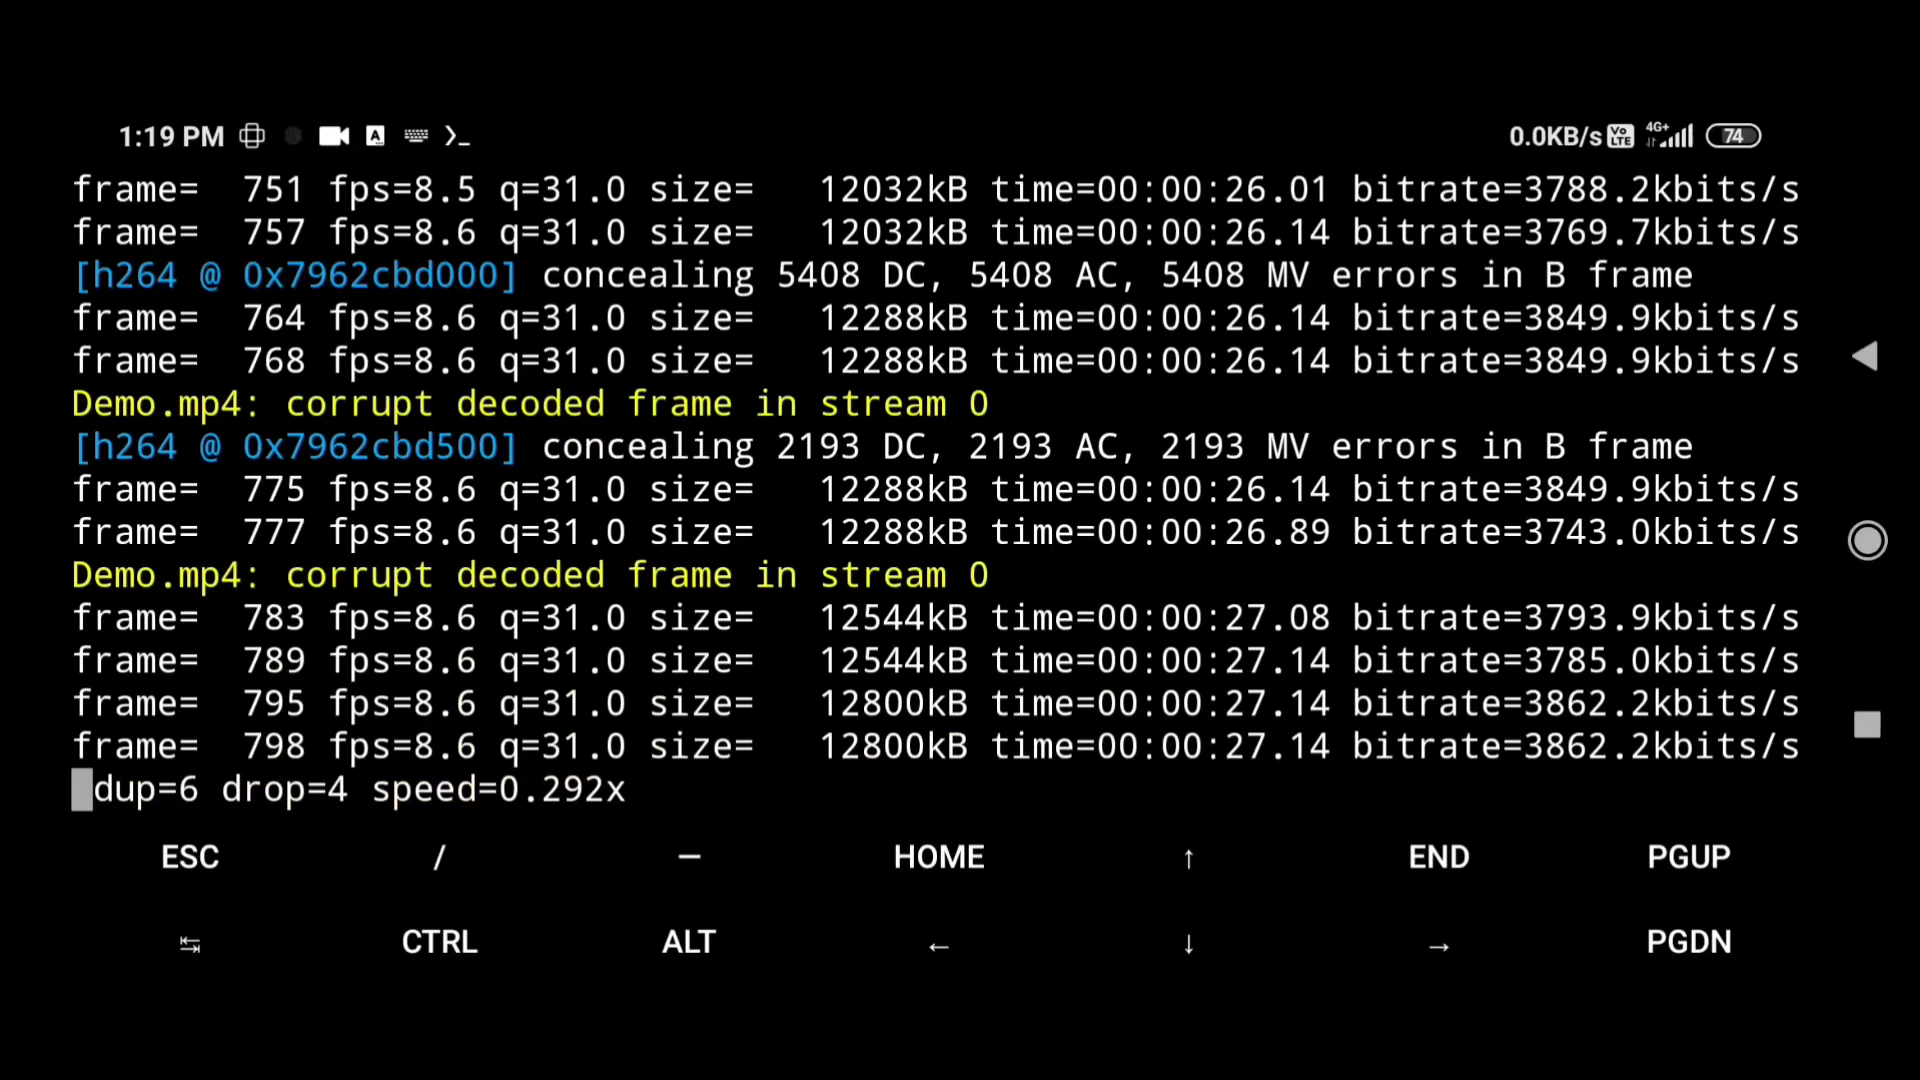 1:19 PM A >_ 0.0KB/s Vo LTE 4G+ 74
frame=  751 fps=8.5 q=31.0 size=   12032kB time=00:00:26.01 bitrate=3788.2kbits/s
frame=  757 fps=8.6 q=31.0 size=   12032kB time=00:00:26.14 bitrate=3769.7kbits/s
[h264 @ 0x7962cbd000] concealing 5408 DC, 5408 AC, 5408 MV errors in B frame
frame=  764 fps=8.6 q=31.0 size=   12288kB time=00:00:26.14 bitrate=3849.9kbits/s
frame=  768 fps=8.6 q=31.0 size=   12288kB time=00:00:26.14 bitrate=3849.9kbits/s
Demo.mp4: corrupt decoded frame in stream 0
[h264 @ 0x7962cbd500] concealing 2193 DC, 2193 AC, 2193 MV errors in B frame
frame=  775 fps=8.6 q=31.0 size=   12288kB time=00:00:26.14 bitrate=3849.9kbits/s
frame=  777 fps=8.6 q=31.0 size=   12288kB time=00:00:26.89 bitrate=3743.0kbits/s
Demo.mp4: corrupt decoded frame in stream 0
frame=  783 fps=8.6 q=31.0 size=   12544kB time=00:00:27.08 bitrate=3793.9kbits/s
frame=  789 fps=8.6 q=31.0 size=   12544kB time=00:00:27.14 bitrate=3785.0kbits/s
frame=  795 fps=8.6 q=31.0 size=   12800kB time=00:00:27.14 bitrate=3862.2kbits/s
frame=  798 fps=8.6 q=31.0 size=   12800kB time=00:00:27.14 bitrate=3862.2kbits/s
dup=6 drop=4 speed=0.292x
ESC / — HOME ↑ END PGUP
↹ CTRL ALT ← ↓ → PGDN